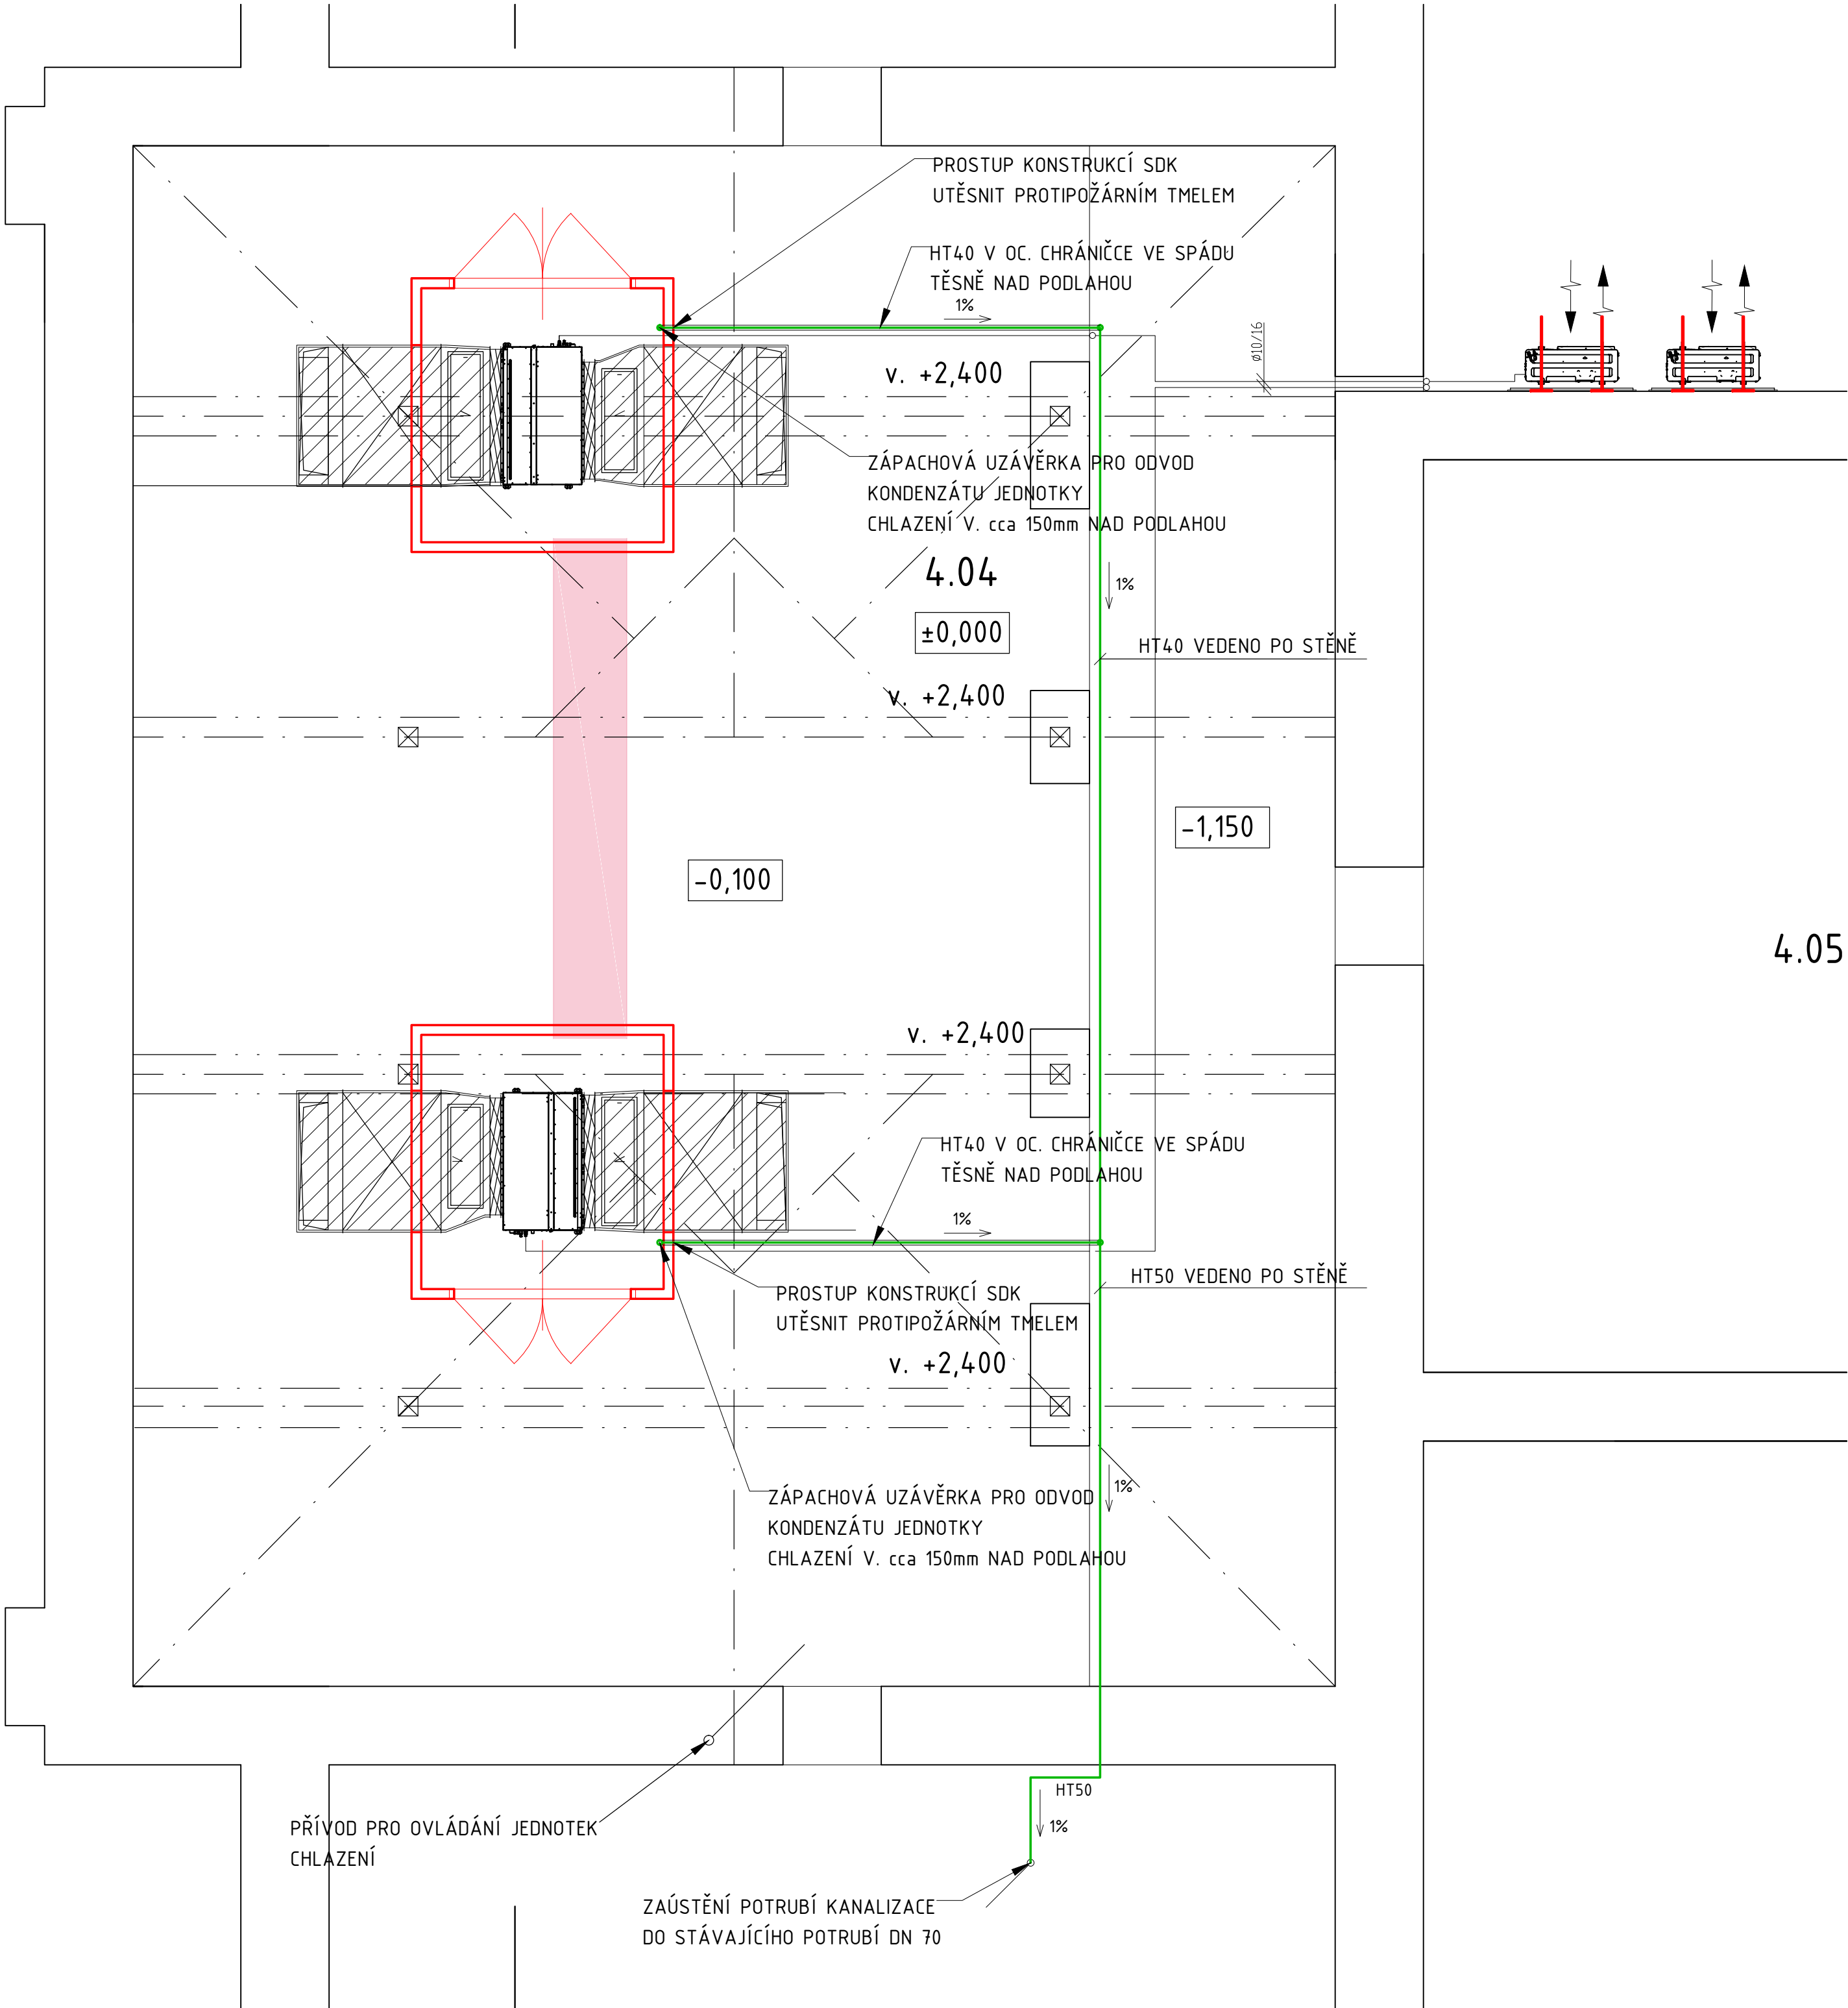 PROSTUP KONSTRUKCÍ SDK
UTĚSNIT PROTIPOŽÁRNÍM TMELEM
HT40 V OC. CHRÁNIČCE VE SPÁDU
TĚSNĚ NAD PODLAHOU
1%
ø10/16
v. +2,400
ZÁPACHOVÁ UZÁVĚRKA PRO ODVOD
KONDENZÁTU JEDNOTKY
CHLAZENÍ V. cca 150mm NAD PODLAHOU
4.04
1%
±0,000
HT40 VEDENO PO STĚNĚ
v. +2,400
-1,150
-0,100
4.05
v. +2,400
HT40 V OC. CHRÁNIČCE VE SPÁDU
TĚSNĚ NAD PODLAHOU
1%
HT50 VEDENO PO STĚNĚ
PROSTUP KONSTRUKCÍ SDK
UTĚSNIT PROTIPOŽÁRNÍM TMELEM
v. +2,400
1%
ZÁPACHOVÁ UZÁVĚRKA PRO ODVOD
KONDENZÁTU JEDNOTKY
CHLAZENÍ V. cca 150mm NAD PODLAHOU
HT50
1%
PŘÍVOD PRO OVLÁDÁNÍ JEDNOTEK
CHLAZENÍ
ZAÚSTĚNÍ POTRUBÍ KANALIZACE
DO STÁVAJÍCÍHO POTRUBÍ DN 70